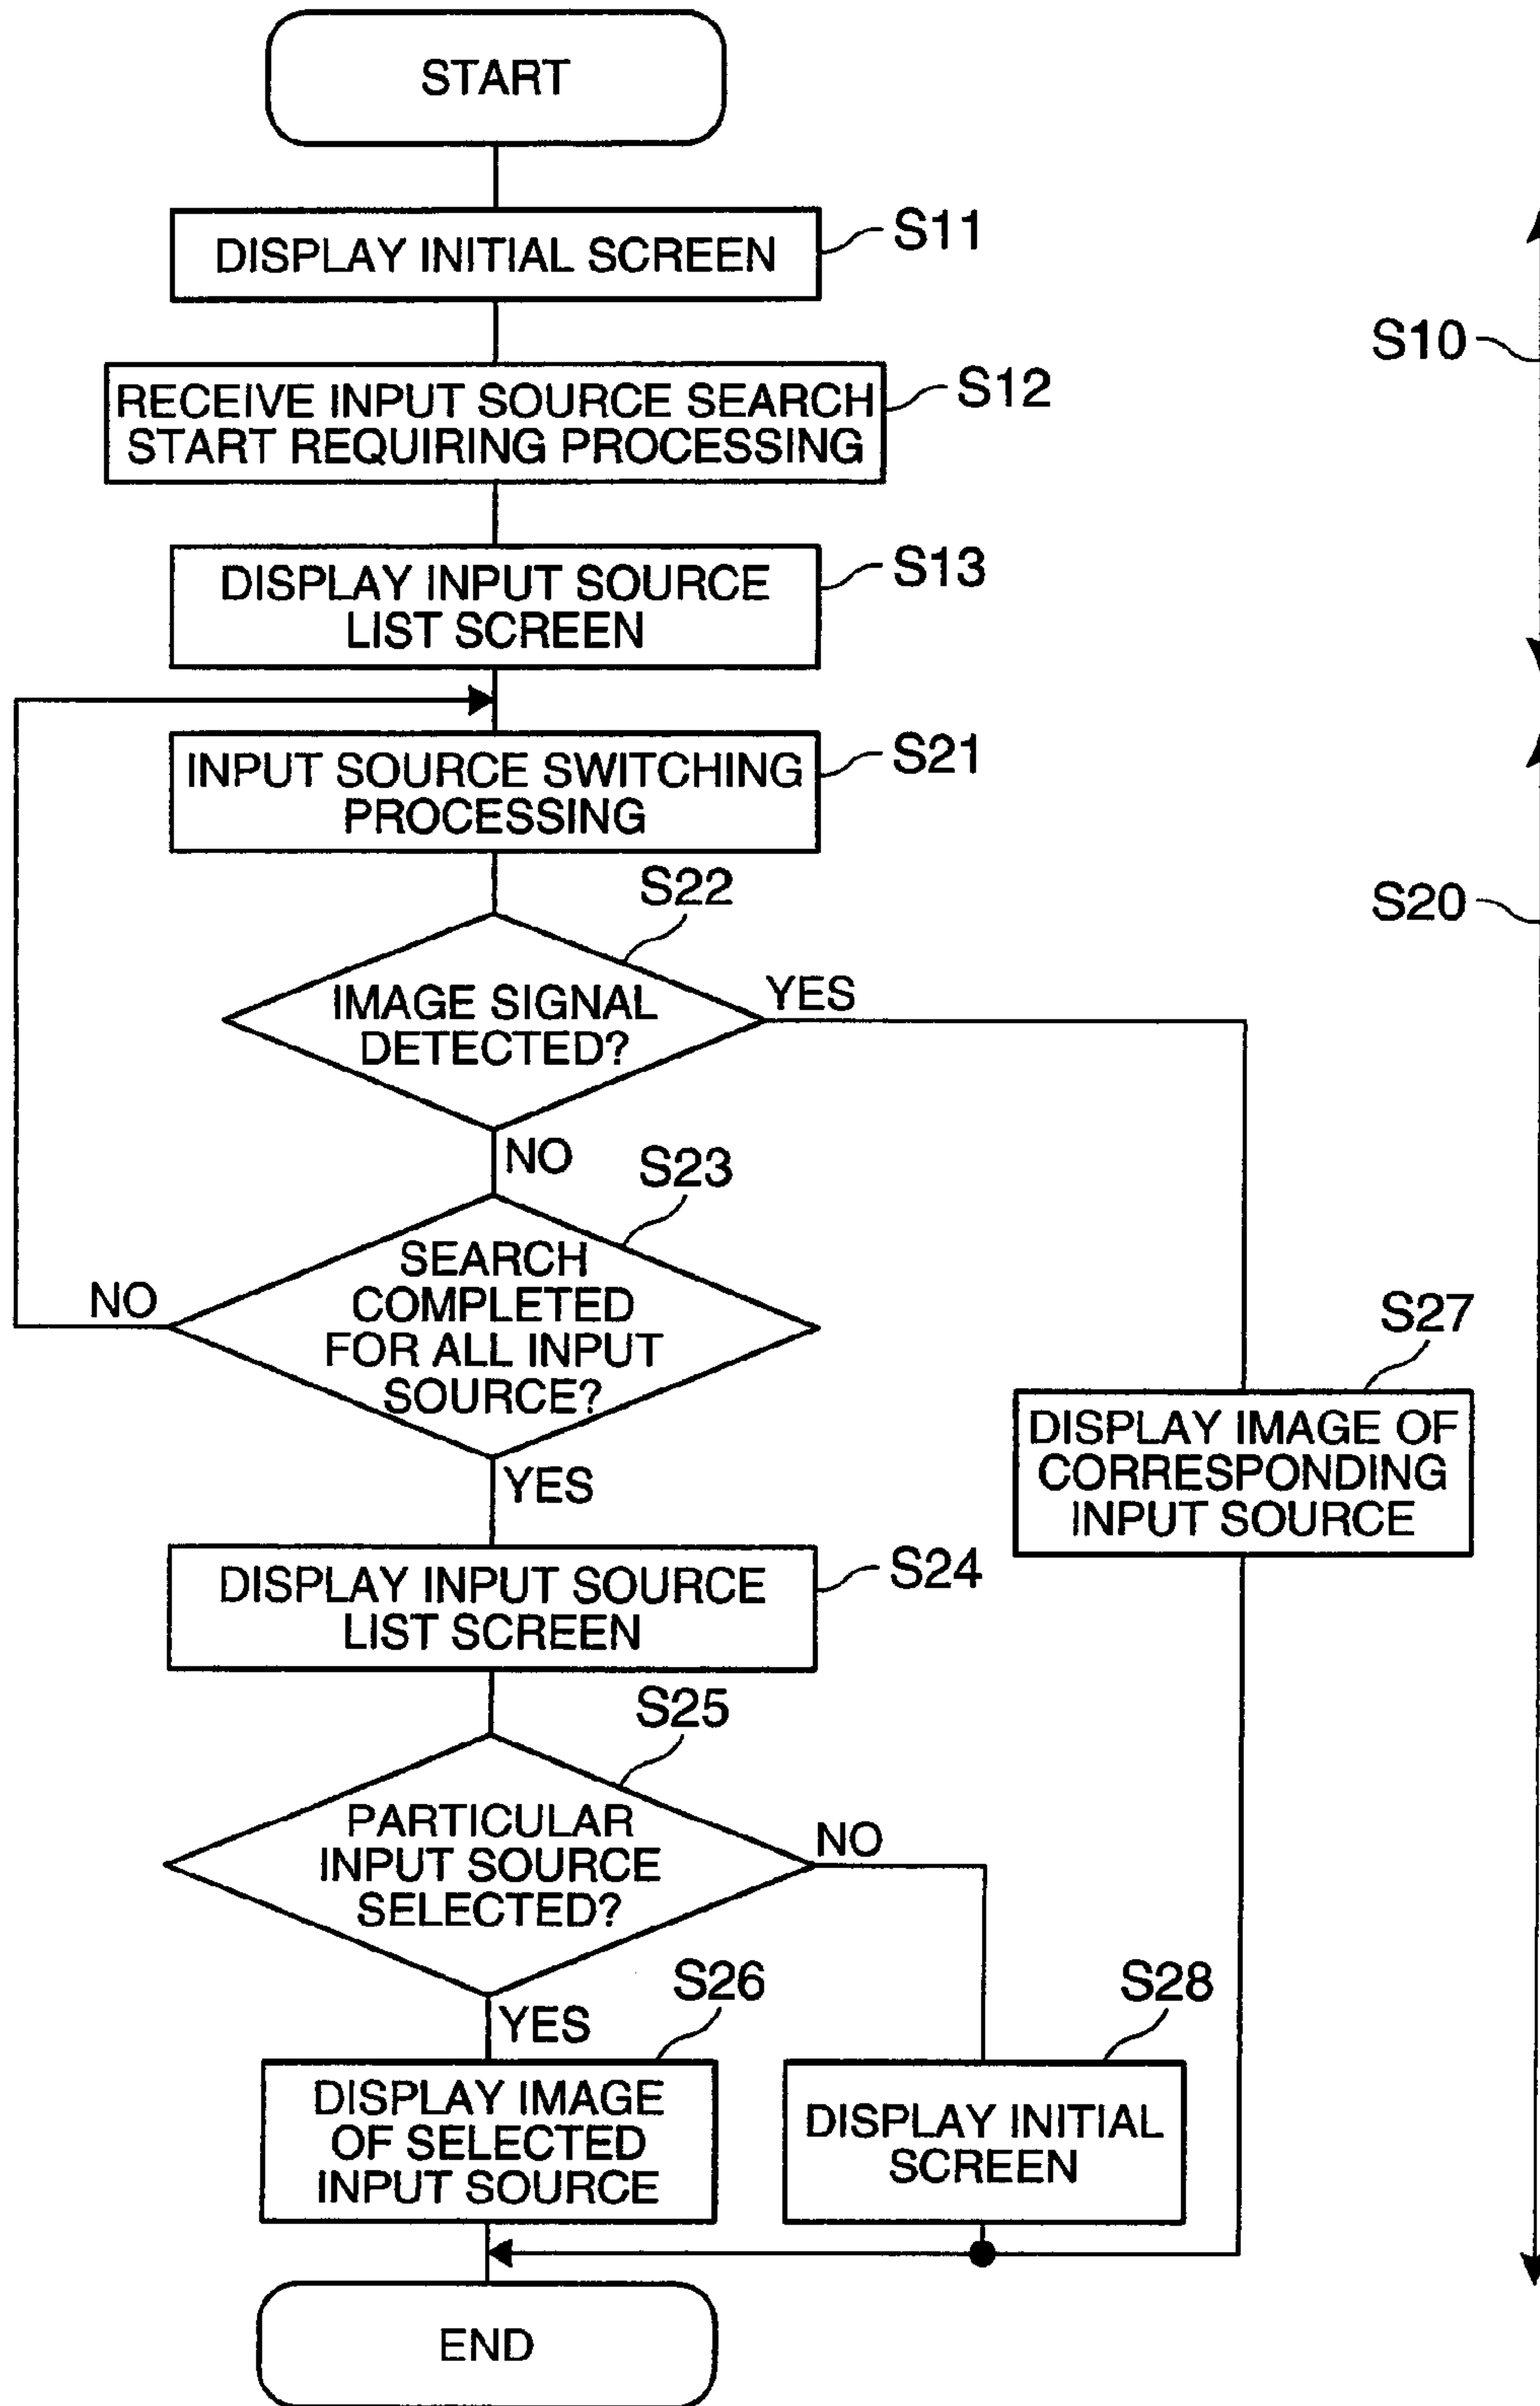 START
DISPLAY INITIAL SCREEN
S11
S10
RECEIVE INPUT SOURCE SEARCH
START REQUIRING PROCESSING
S12
DISPLAY INPUT SOURCE
LIST SCREEN
S13
INPUT SOURCE SWITCHING
PROCESSING
S21
S20
S22
IMAGE SIGNAL
DETECTED?
YES
NO
S23
SEARCH
COMPLETED
FOR ALL INPUT
SOURCE?
NO
YES
S27
DISPLAY IMAGE OF
CORRESPONDING
INPUT SOURCE
DISPLAY INPUT SOURCE
LIST SCREEN
S24
S25
PARTICULAR
INPUT SOURCE
SELECTED?
NO
YES
S26
DISPLAY IMAGE
OF SELECTED
INPUT SOURCE
S28
DISPLAY INITIAL
SCREEN
END